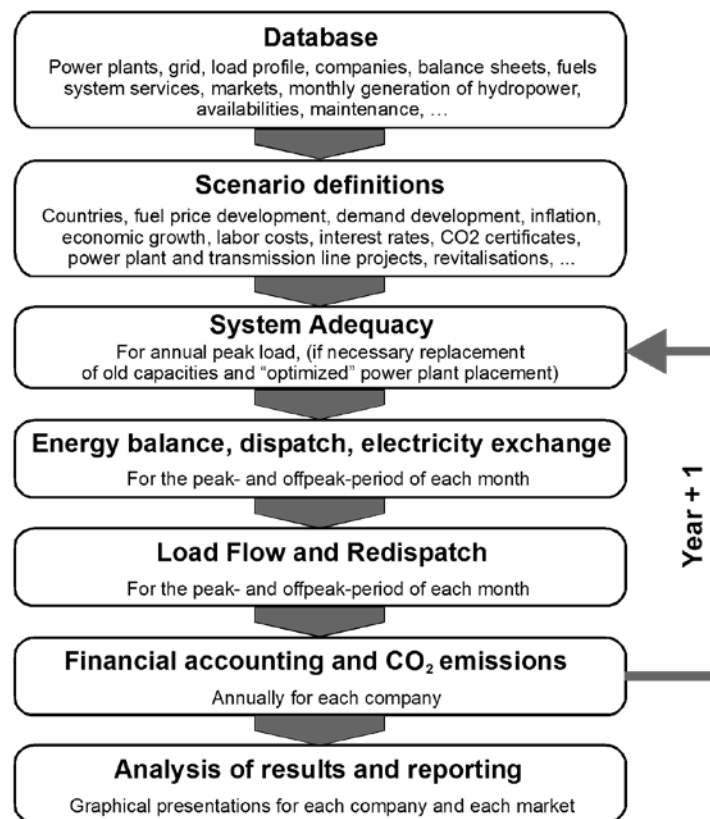 Database
Power plants, grid, load profile, companies, balance sheets, fuels
system services, markets, monthly generation of hydropower,
availabilities, maintenance, ...
Scenario definitions
Countries, fuel price development, demand development, inflation,
economic growth, labor costs, interest rates, CO2 certificates,
power plant and transmission line projects, revitalisations, ...
System Adequacy
For annual peak load, (if necessary replacement
of old capacities and “optimized” power plant placement)
Energy balance, dispatch, electricity exchange
For the peak- and offpeak-period of each month
Load Flow and Redispatch
For the peak- and offpeak-period of each month
Financial accounting and CO₂ emissions
Annually for each company
Analysis of results and reporting
Graphical presentations for each company and each market
Year + 1